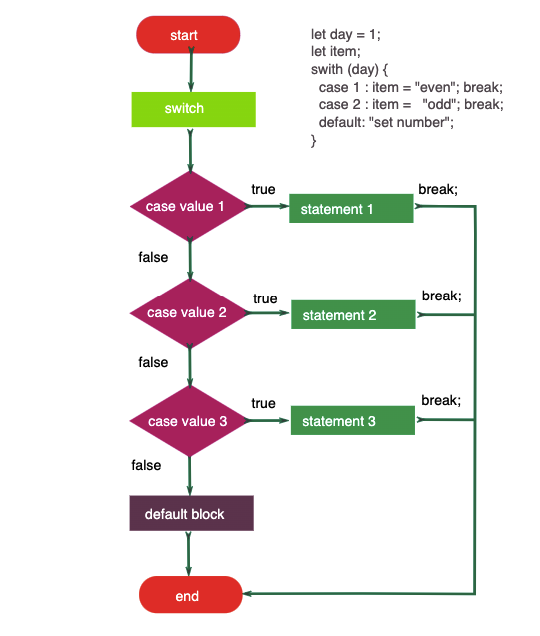 start
let day = 1;
let item;
swith (day) {
case 1 : item = "even"; break;
case 2 : item = "odd"; break;
default: "set number";
}
switch
case value 1
true
statement 1
break;
false
case value 2
true
statement 2
break;
false
case value 3
true
statement 3
break;
false
default block
end